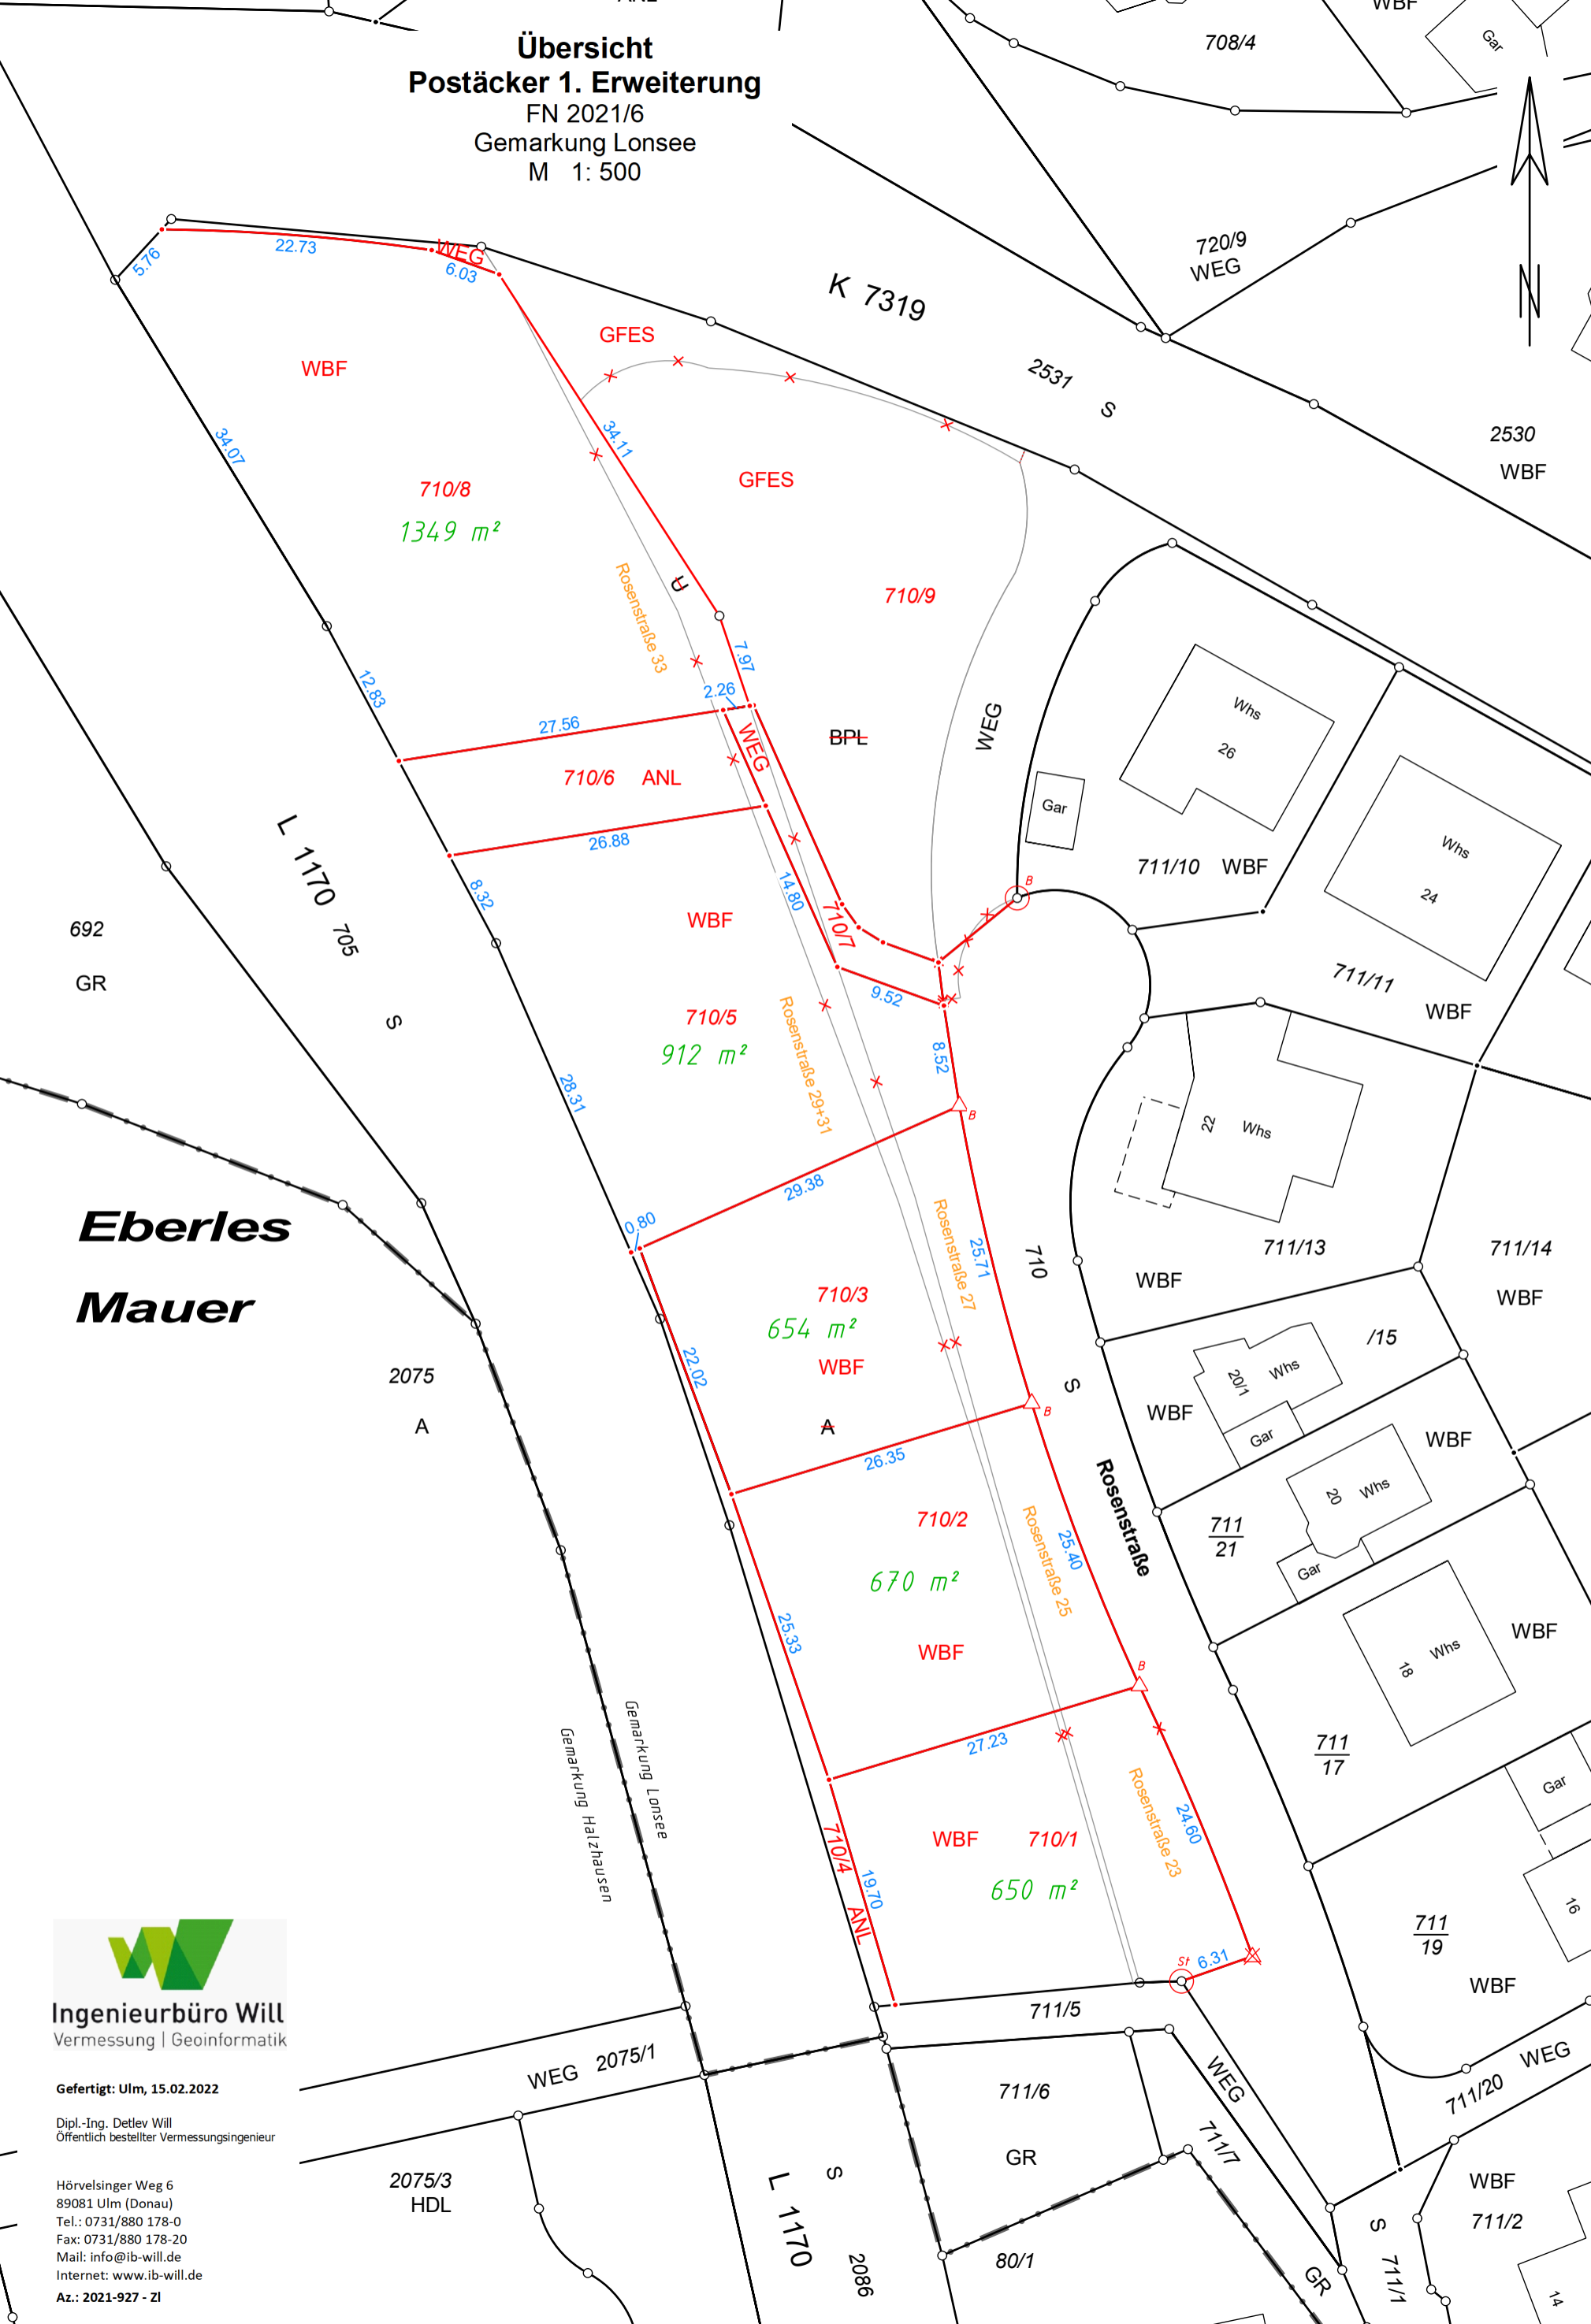 ANL
WBF
Übersicht
Postäcker 1. Erweiterung
FN 2021/6
Gemarkung Lonsee
M 1: 500
708/4
Gar
720/9
WEG
N
K 7319
2531
S
2530
WBF
5.76
22.73
WEG
6.03
GFES
WBF
34.07
34.11
GFES
710/8
1349 m²
710/9
U
Rosenstraße 33
7.97
12.83
2.26
27.56
WEG
BPL
WEG
710/6 ANL
26.88
8.32
14.80
710/7
Whs
26
Gar
711/10 WBF
Whs
24
B
711/11
WBF
L 1170
705
S
692
GR
WBF
710/5
912 m²
9.52
8.52
Rosenstraße 29+31
B
28.31
29.38
0.80
22
Whs
711/13
WBF
711/14
WBF
Eberles
Mauer
Rosenstraße 27
25.71
710
710/3
654 m²
WBF
A
22.02
26.35
B
S
2075
A
/15
20/1
Whs
WBF
Gar
WBF
20
Whs
711
21
Gar
Rosenstraße
710/2
670 m²
WBF
Rosenstraße 25
25.40
25.33
27.23
B
18
Whs
WBF
711
17
Gar
Gemarkung Lonsee
Gemarkung Halzhausen
WBF 710/1
650 m²
Rosenstraße 23
24.60
710/4
19.70
ANL
St
6.31
711
19
WBF
16
711/5
WEG 2075/1
WEG
711/6
GR
711/7
WEG
711/20
2075/3
HDL
L 1170
S
2086
80/1
GR
S
711/1
WBF
711/2
14
Ingenieurbüro Will
Vermessung | Geoinformatik
Gefertigt: Ulm, 15.02.2022
Dipl.-Ing. Detlev Will
Öffentlich bestellter Vermessungsingenieur
Hörvelsinger Weg 6
89081 Ulm (Donau)
Tel.: 0731/880 178-0
Fax: 0731/880 178-20
Mail: info@ib-will.de
Internet: www.ib-will.de
Az.: 2021-927 - Zl